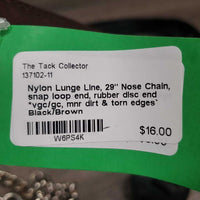 The Tack Collector
137102-11
Nylon Lunge Line, 29" Nose Chain,
snap loop end, rubber disc end
*vgc/gc, mnr dirt & torn edges*
Black/Brown
W6PS4K
$16.00